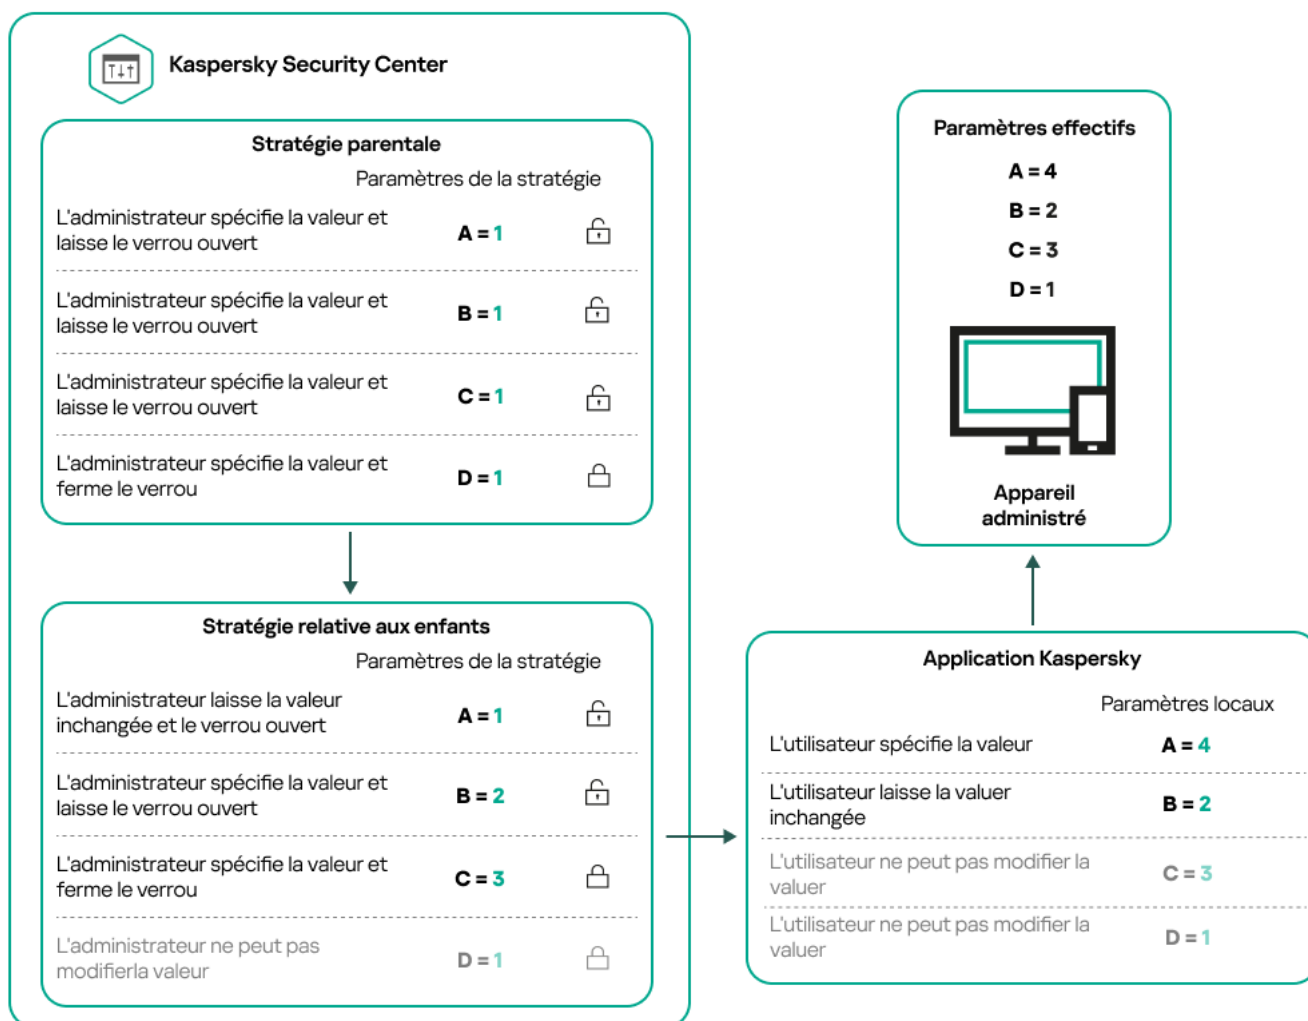 Kaspersky Security Center
Stratégie parentale
Paramètres de la stratégie
L'administrateur spécifie la valeur et
laisse le verrou ouvert
A = 1
L'administrateur spécifie la valeur et
laisse le verrou ouvert
B = 1
L'administrateur spécifie la valeur et
laisse le verrou ouvert
C = 1
L'administrateur spécifie la valeur et
ferme le verrou
D = 1
Stratégie relative aux enfants
Paramètres de la stratégie
L'administrateur laisse la valeur
inchangée et le verrou ouvert
A = 1
L'administrateur spécifie la valeur et
laisse le verrou ouvert
B = 2
L'administrateur spécifie la valeur et
ferme le verrou
C = 3
L'administrateur ne peut pas
modifierla valeur
D = 1
Application Kaspersky
Paramètres locaux
L'utilisateur spécifie la valeur
A = 4
L'utilisateur laisse la valuer
inchangée
B = 2
L'utilisateur ne peut pas modifier la
valuer
C = 3
L'utilisateur ne peut pas modifier la
valuer
D = 1
Paramètres effectifs
A = 4
B = 2
C = 3
D = 1
Appareil
administré